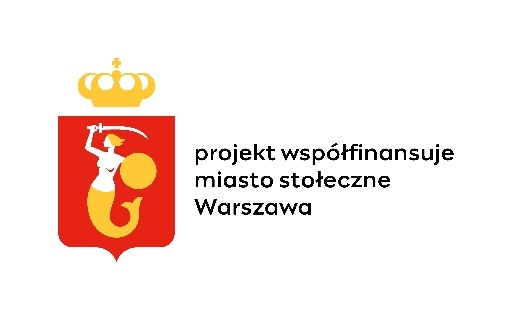 projekt współfinansuje
miasto stołeczne
Warszawa